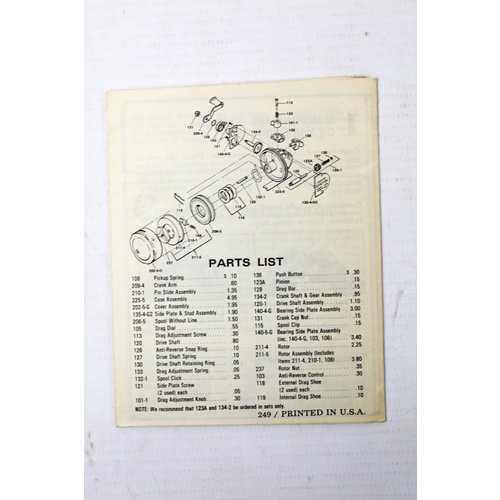 PARTS LIST
108 Pickup Spring $ .10
209-4 Crank Arm .60
210-1 Pin Slide Assembly 1.35
225-5 Case Assembly 4.95
202-5-G Cover Assembly 1.95
135-4-G2 Side Plate & Stud Assembly 1.90
206-5 Spool Without Line 1.50
105 Drag Dial .55
113 Drag Adjustment Screw .30
120 Drive Shaft .80
126 Anti-Reverse Snap Ring .10
127 Drive Shaft Spring .10
130 Drive Shaft Retaining Ring .05
133 Drag Adjustment Spring .05
132-1 Spool Click .25
121 Side Plate Screw
(2 used) each .05
101-1 Drag Adjustment Knob .30
136 Push Button $ .30
123A Pinion .15
128 Drag Bar .15
134-2 Crank Shaft & Gear Assembly .95
120-1 Drive Shaft Assembly 1.10
140-4-G Bearing Side Plate Assembly 3.00
131 Crank Cap Nut .15
115 Spool Clip .15
140-5-G Bearing Side Plate Assembly
(inc. 140-4-G, 103, 106) 3.40
211-4 Rotor 2.25
211-5 Rotor Assembly (Includes
Items 211-4, 210-1, 108) 3.80
237 Rotor Nut .35
103 Anti-Reverse Control .30
118 External Drag Shoe
(2 used) each .10
119 Internal Drag Shoe .10
NOTE: We recommend that 123A and 134-2 be ordered in sets only.
249 / PRINTED IN U.S.A.